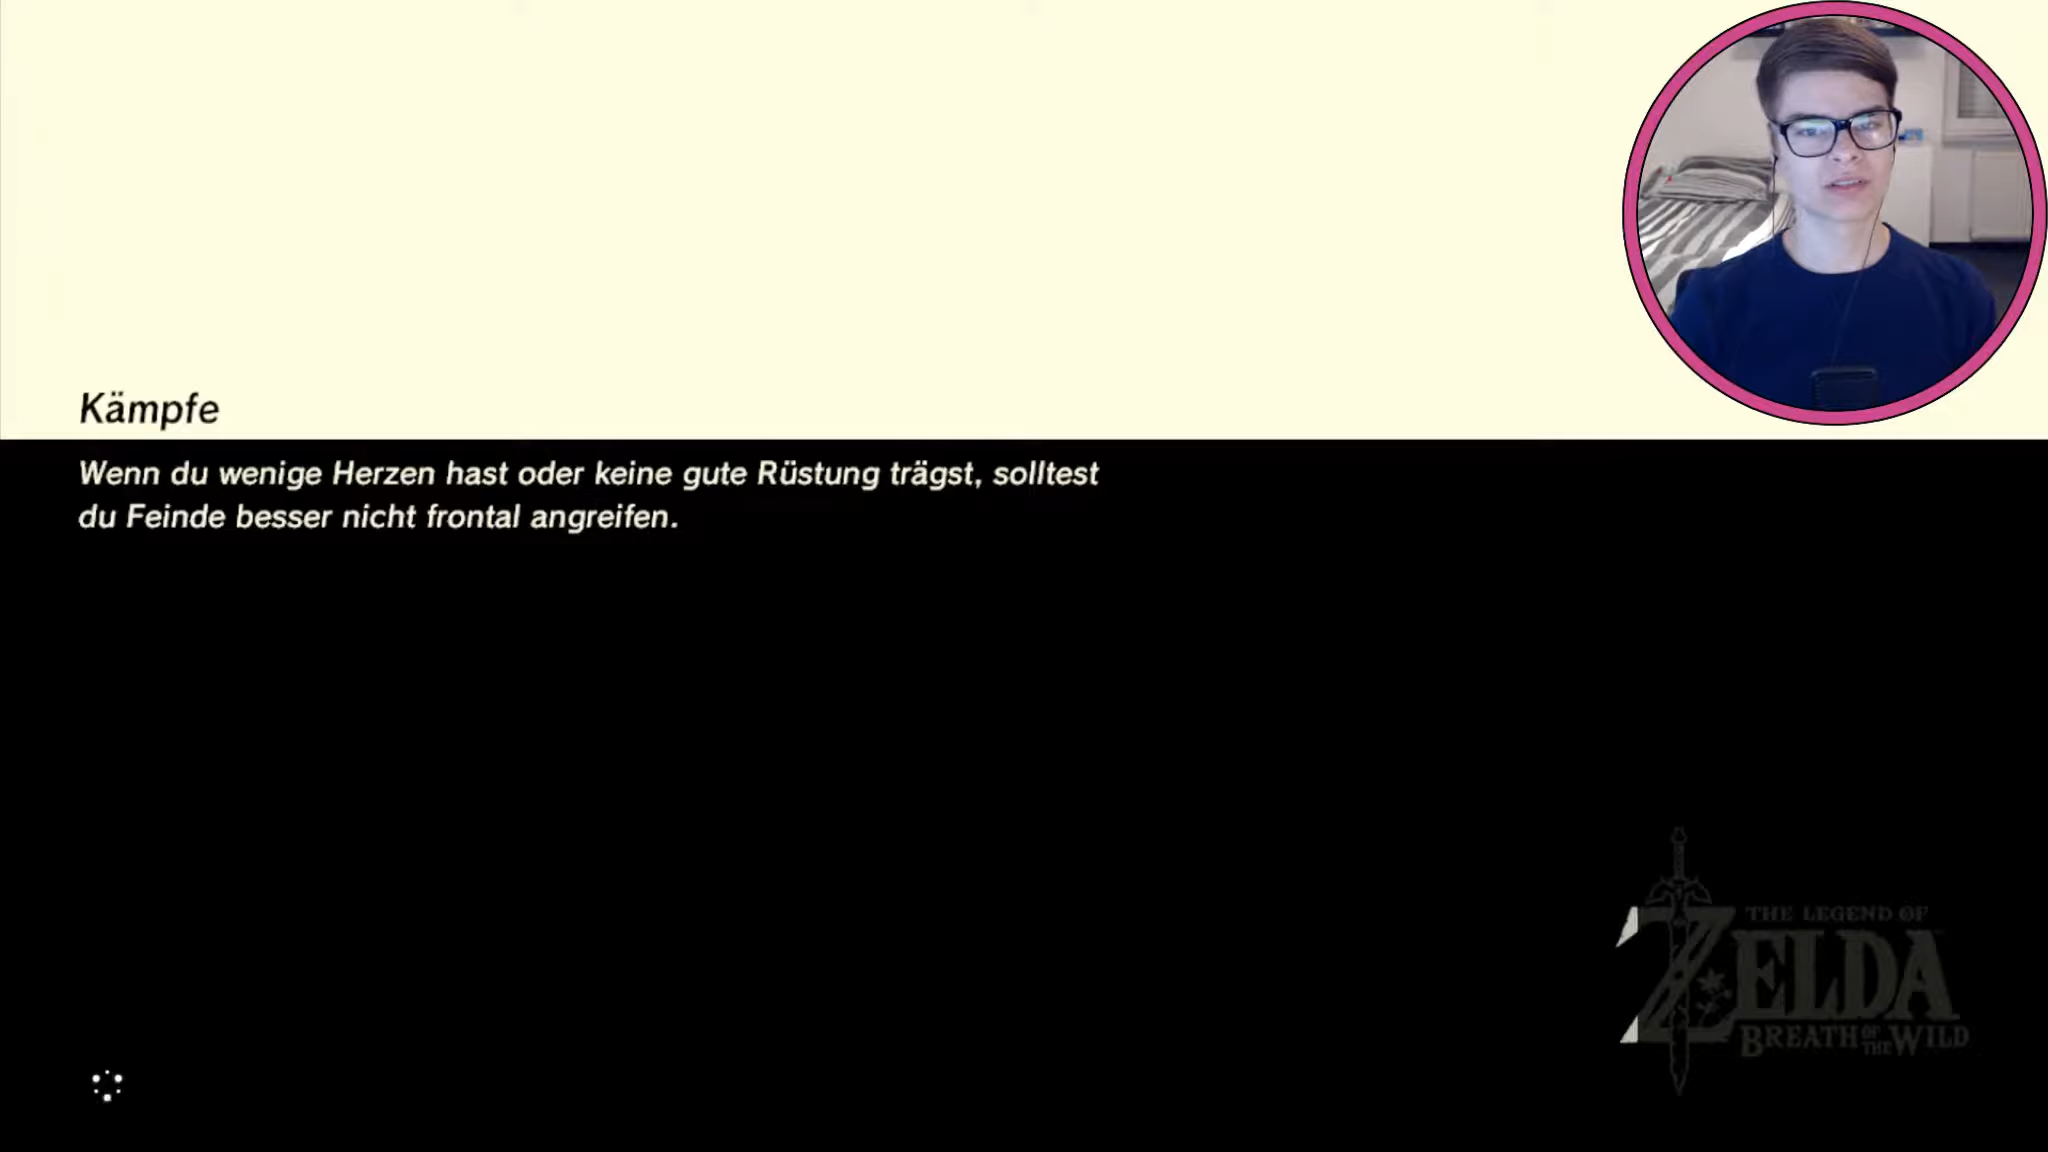 Kämpfe
Wenn du wenige Herzen hast oder keine gute Rüstung trägst, solltest
du Feinde besser nicht frontal angreifen.
THE LEGEND OF
ZELDA
BREATH OF THE WILD